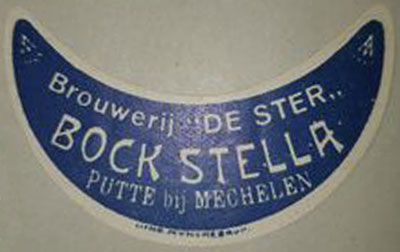 Brouwerij „DE STER„
BOCK STELLA
PUTTE bij MECHELEN